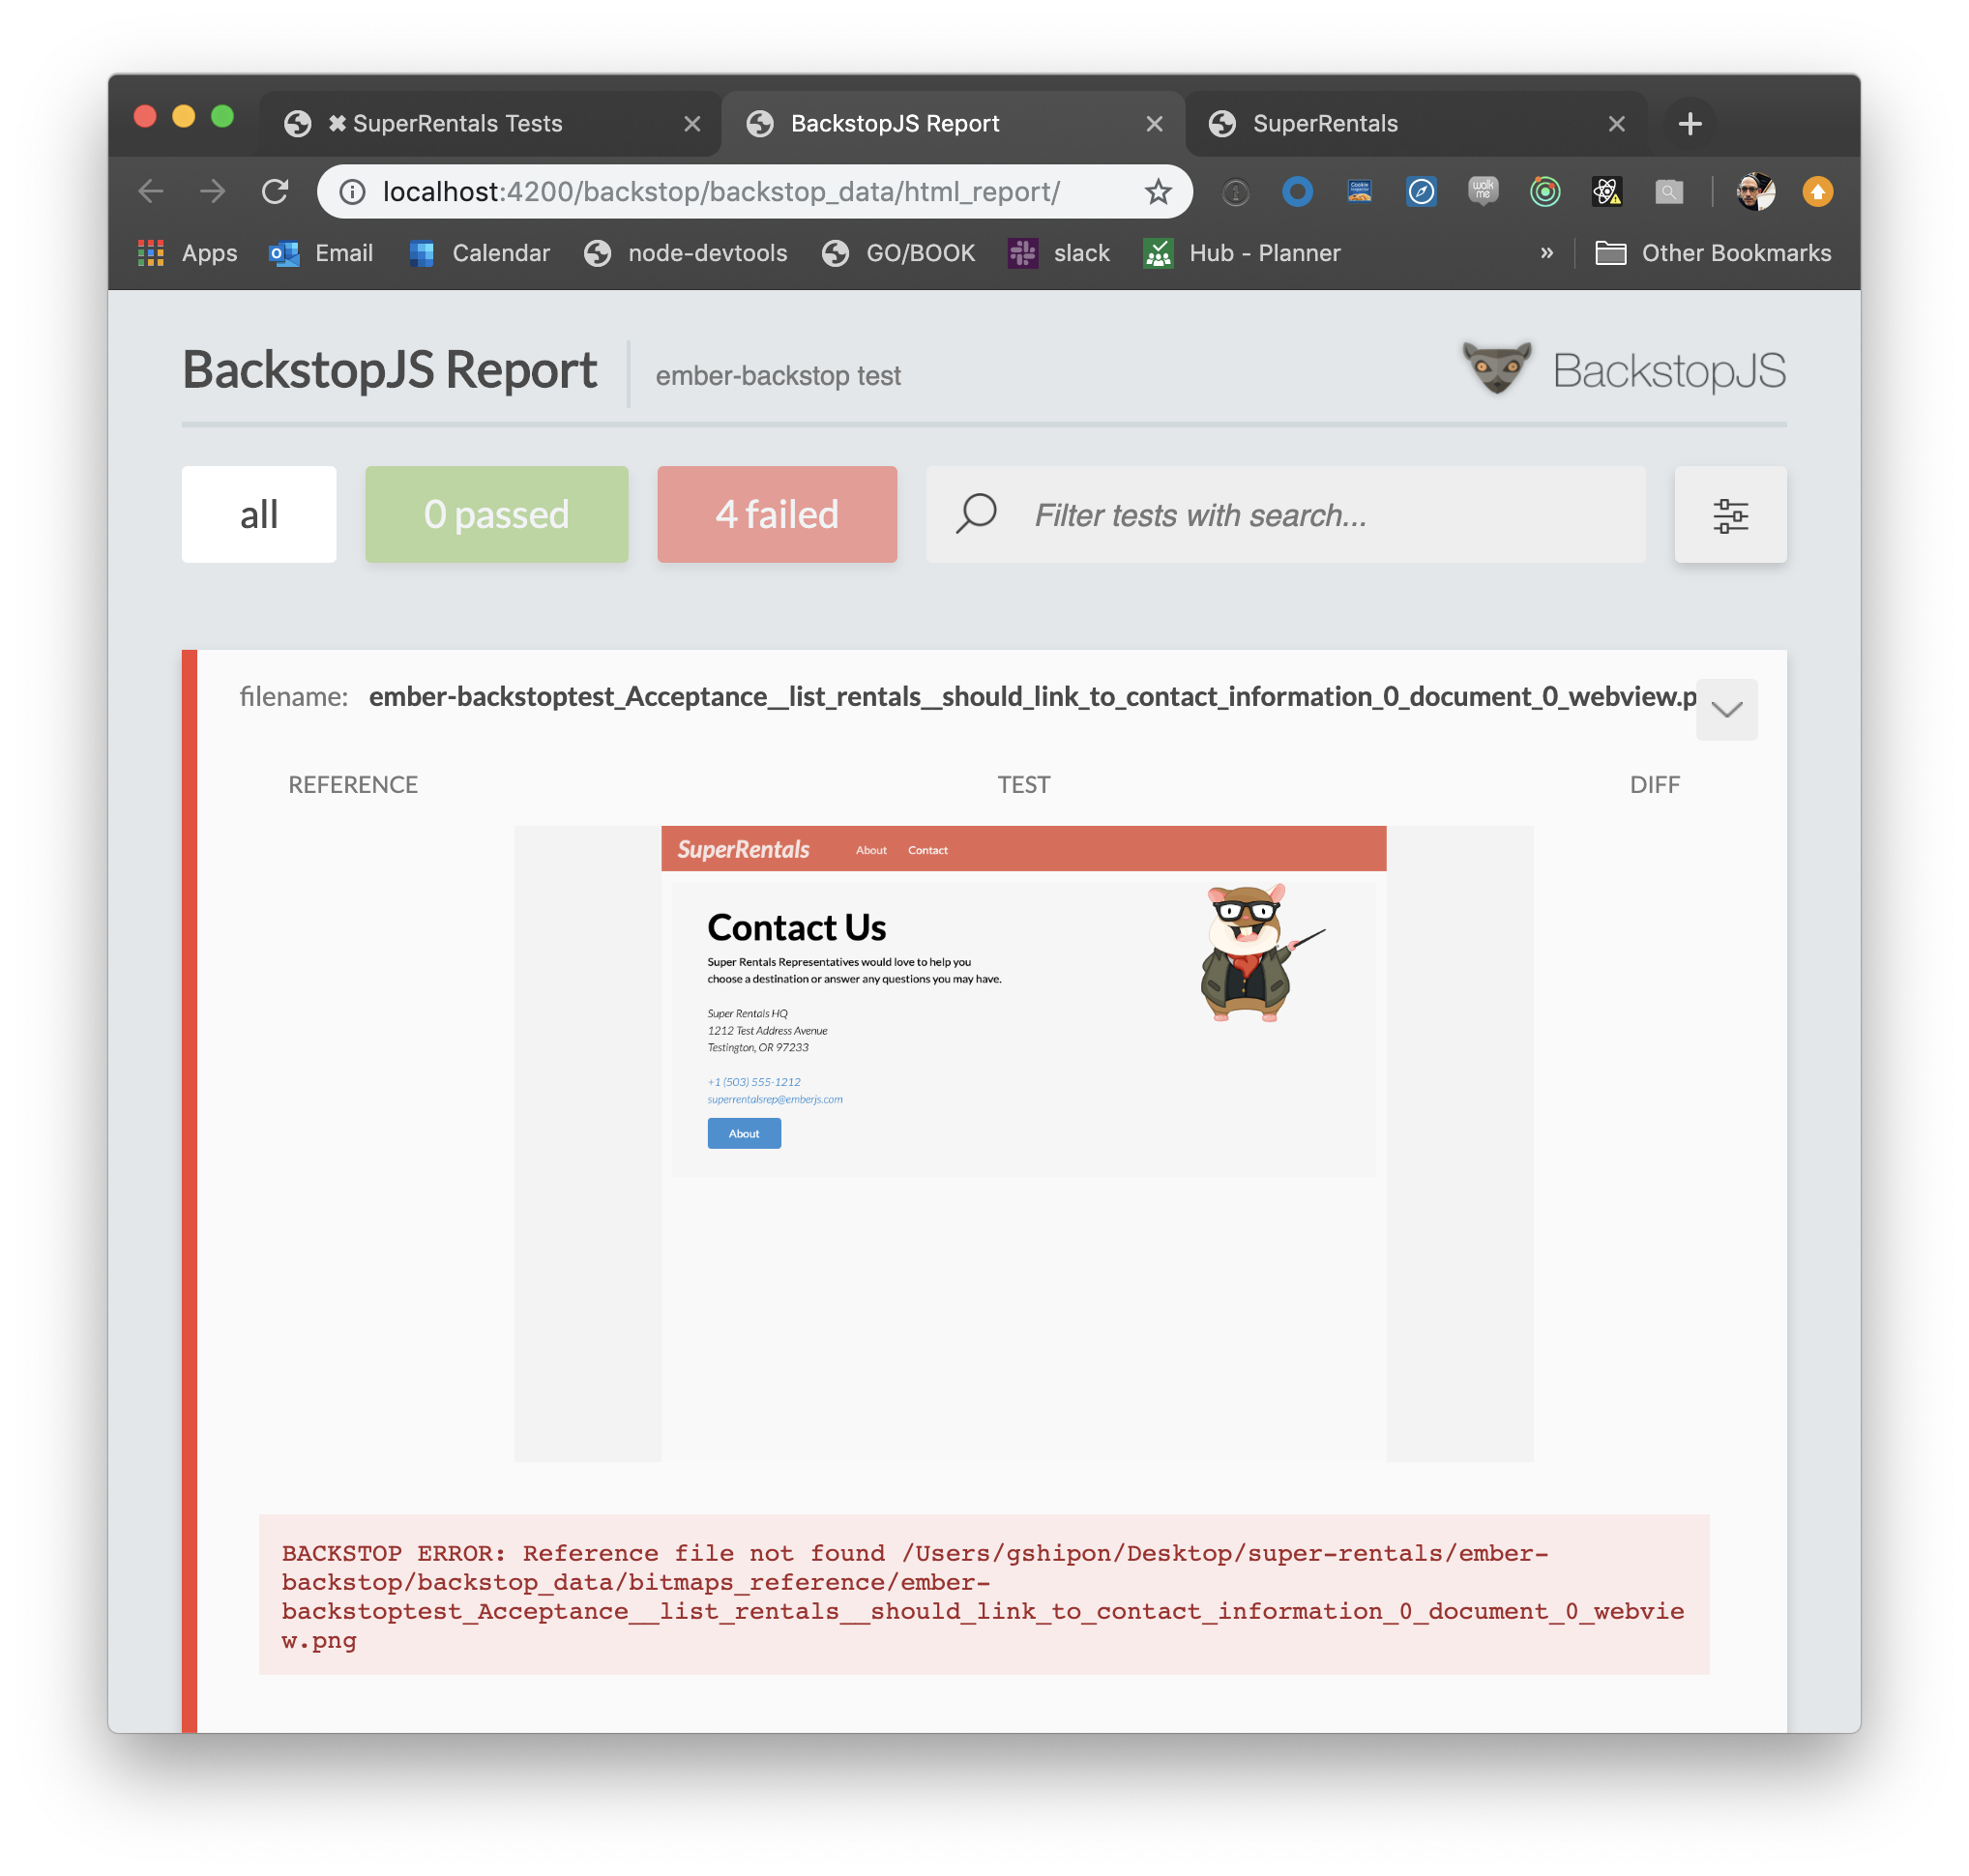 ✖ SuperRentals Tests
BackstopJS Report
SuperRentals
localhost:4200/backstop/backstop_data/html_report/
Apps
Email
Calendar
node-devtools
GO/BOOK
slack
Hub - Planner
»
Other Bookmarks
BackstopJS Report
ember-backstop test
BackstopJS
all
0 passed
4 failed
Filter tests with search...
filename: ember-backstoptest_Acceptance__list_rentals__should_link_to_contact_information_0_document_0_webview.p
REFERENCE
TEST
DIFF
SuperRentals
About
Contact
Contact Us
Super Rentals Representatives would love to help you
choose a destination or answer any questions you may have.
Super Rentals HQ
1212 Test Address Avenue
Testington, OR 97233
+1 (503) 555-1212
superrentalsrep@emberjs.com
About
BACKSTOP ERROR: Reference file not found /Users/gshipon/Desktop/super-rentals/ember-
backstop/backstop_data/bitmaps_reference/ember-
backstoptest_Acceptance__list_rentals__should_link_to_contact_information_0_document_0_webvie
w.png